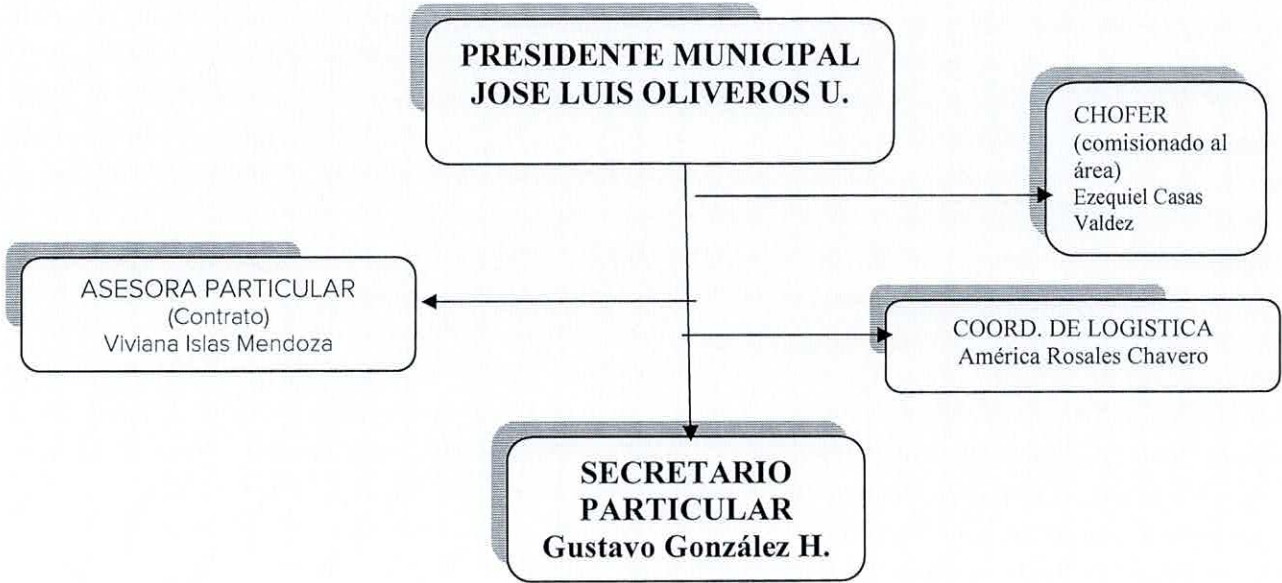 PRESIDENTE MUNICIPAL
JOSE LUIS OLIVEROS U.
CHOFER
(comisionado al
área)
Ezequiel Casas
Valdez
ASESORA PARTICULAR
(Contrato)
Viviana Islas Mendoza
COORD. DE LOGISTICA
América Rosales Chavero
SECRETARIO
PARTICULAR
Gustavo González H.